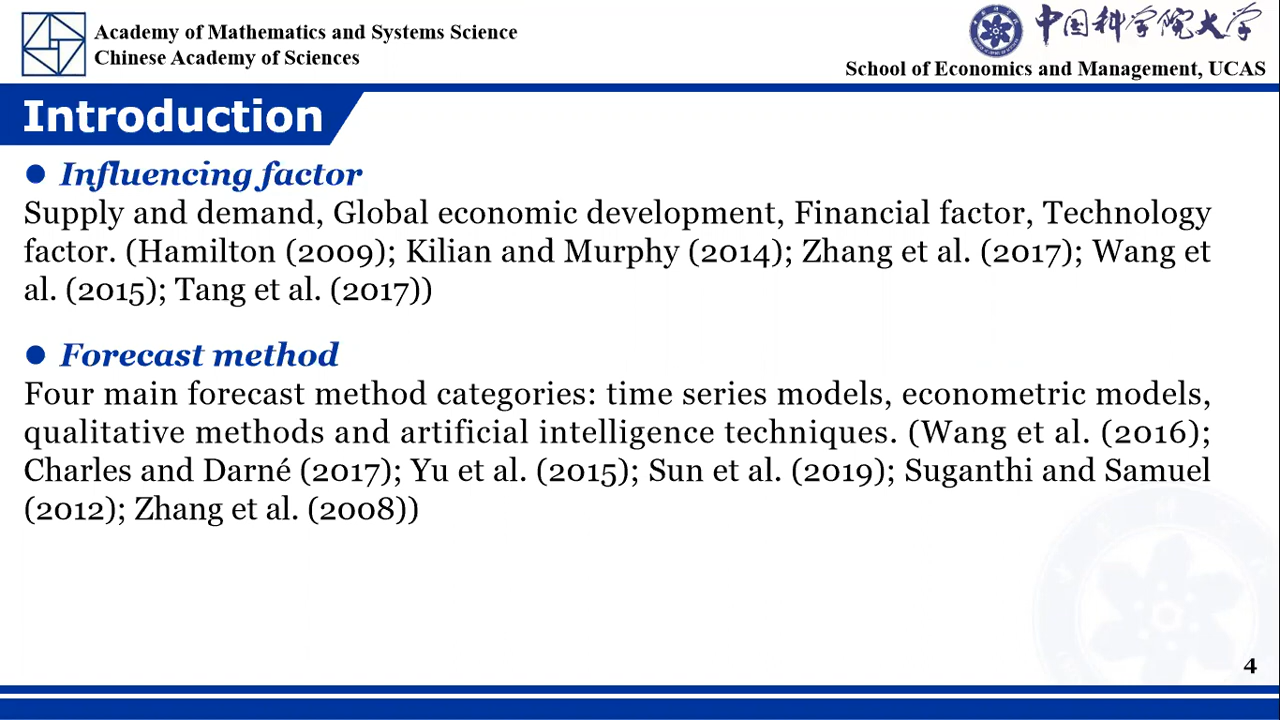 Academy of Mathematics and Systems Science
Chinese Academy of Sciences
中国科学院大学
School of Economics and Management, UCAS
Introduction
● Influencing factor
Supply and demand, Global economic development, Financial factor, Technology
factor. (Hamilton (2009); Kilian and Murphy (2014); Zhang et al. (2017); Wang et
al. (2015); Tang et al. (2017))
● Forecast method
Four main forecast method categories: time series models, econometric models,
qualitative methods and artificial intelligence techniques. (Wang et al. (2016);
Charles and Darné (2017); Yu et al. (2015); Sun et al. (2019); Suganthi and Samuel
(2012); Zhang et al. (2008))
4